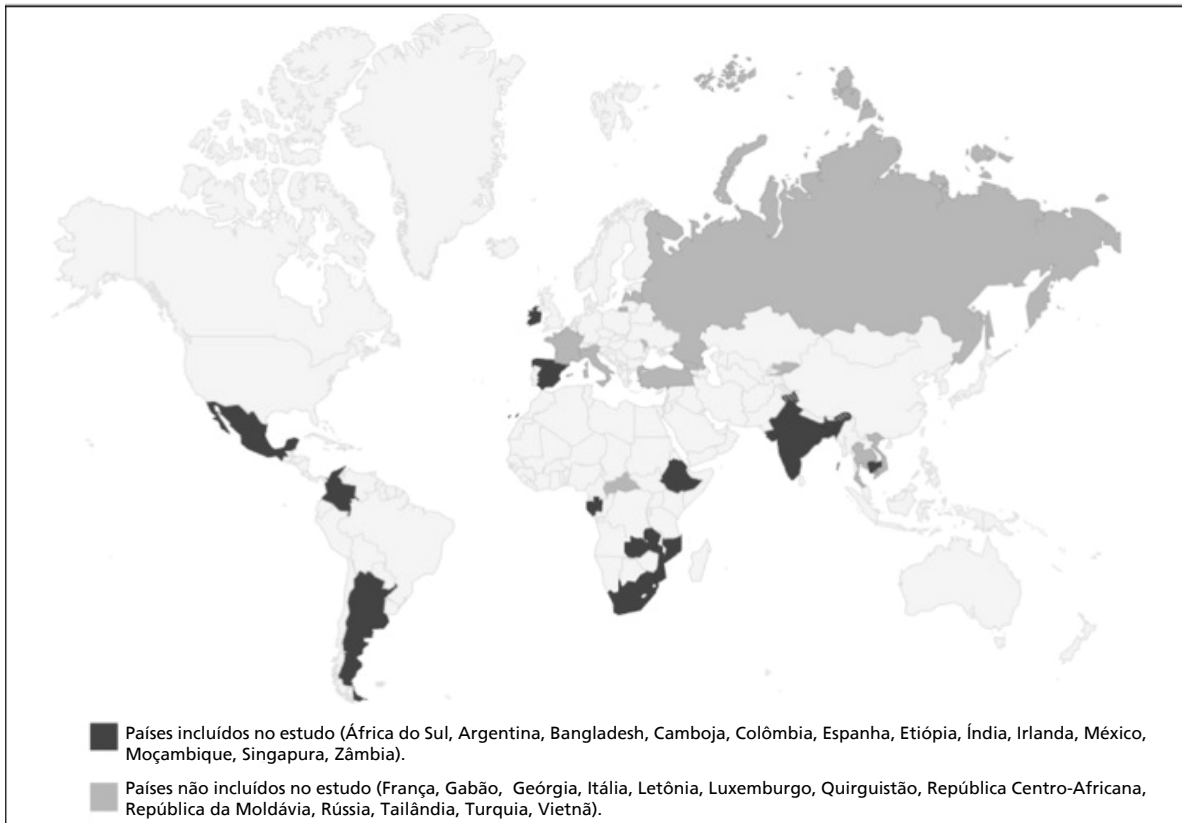 Países incluídos no estudo (África do Sul, Argentina, Bangladesh, Camboja, Colômbia, Espanha, Etiópia, Índia, Irlanda, México,
Moçambique, Singapura, Zâmbia).
Países não incluídos no estudo (França, Gabão, Geórgia, Itália, Letônia, Luxemburgo, Quirguistão, República Centro-Africana,
República da Moldávia, Rússia, Tailândia, Turquia, Vietnã).